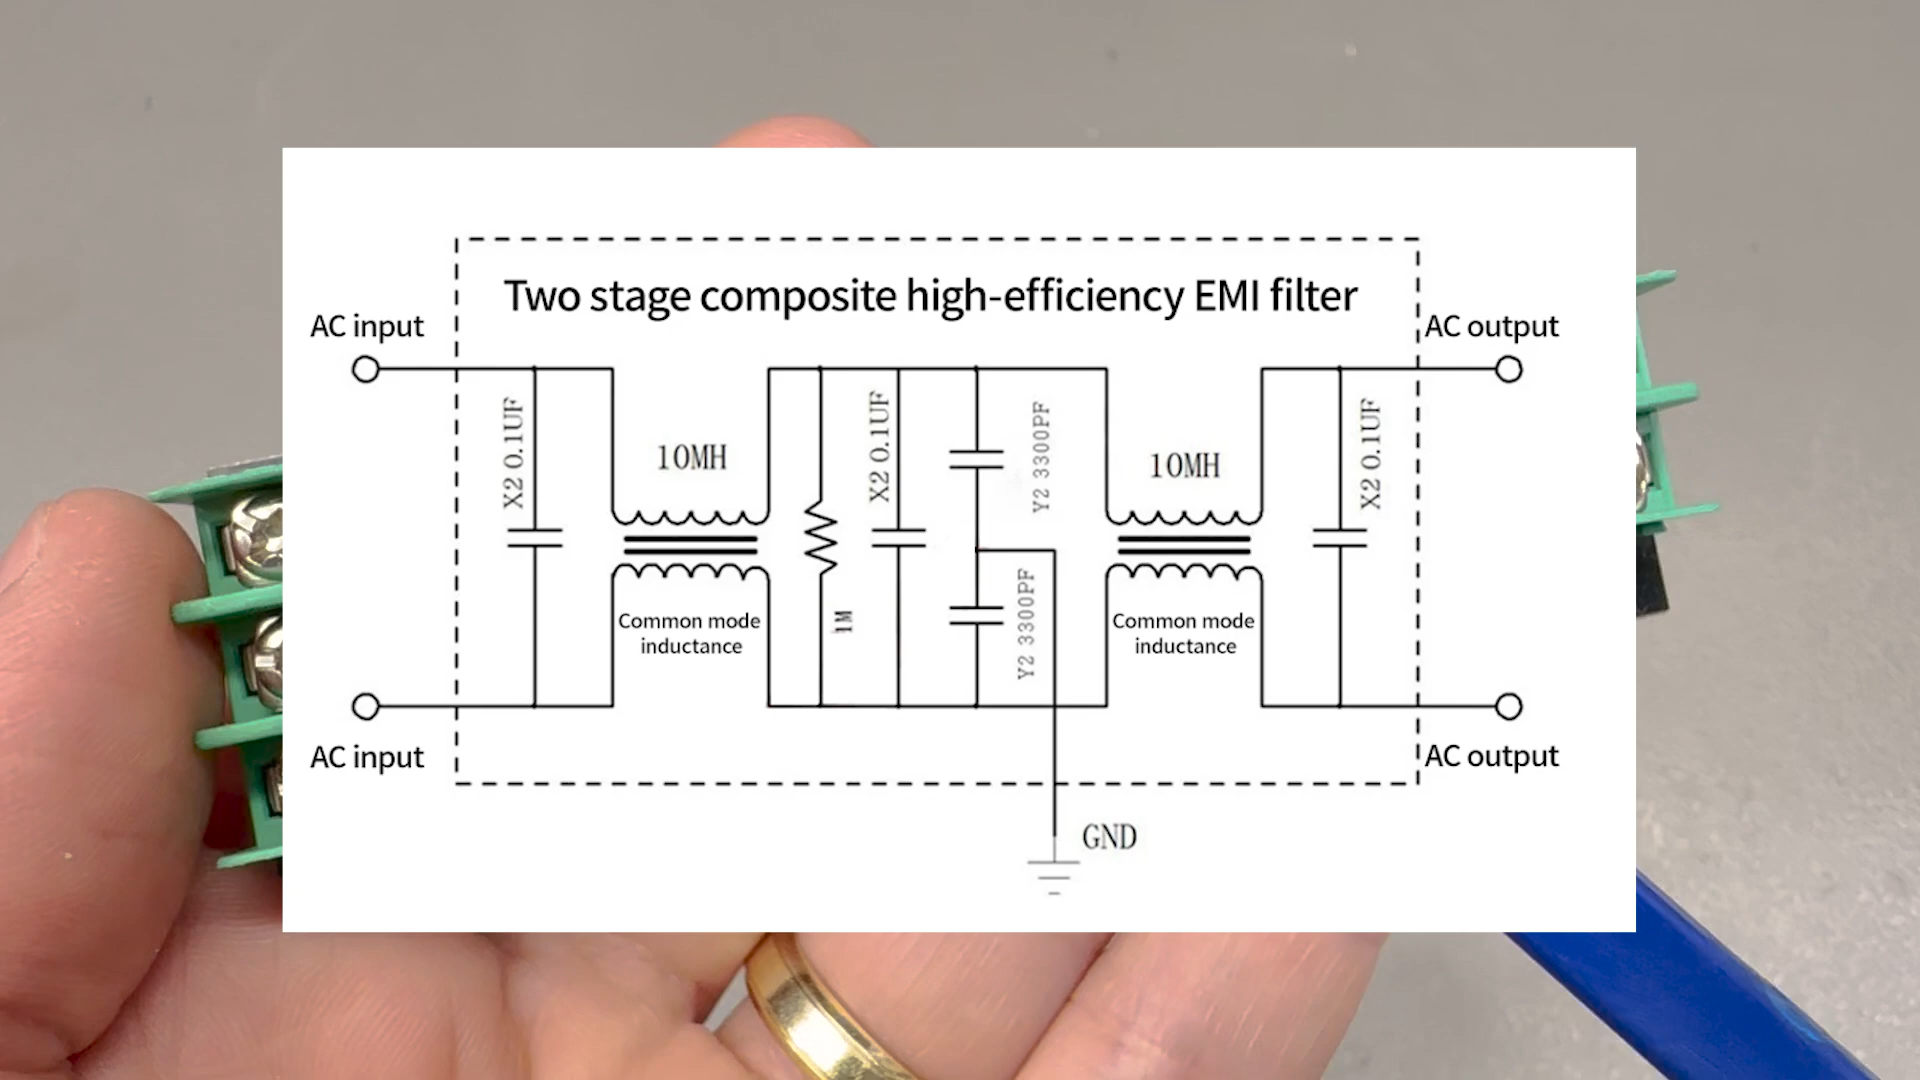 Two stage composite high-efficiency EMI filter
AC input
AC output
X2 0.1UF
10MH
X2 0.1UF
Y2 3300PF
10MH
X2 0.1UF
Common mode
inductance
1M
Y2 3300PF
Common mode
inductance
AC input
AC output
GND